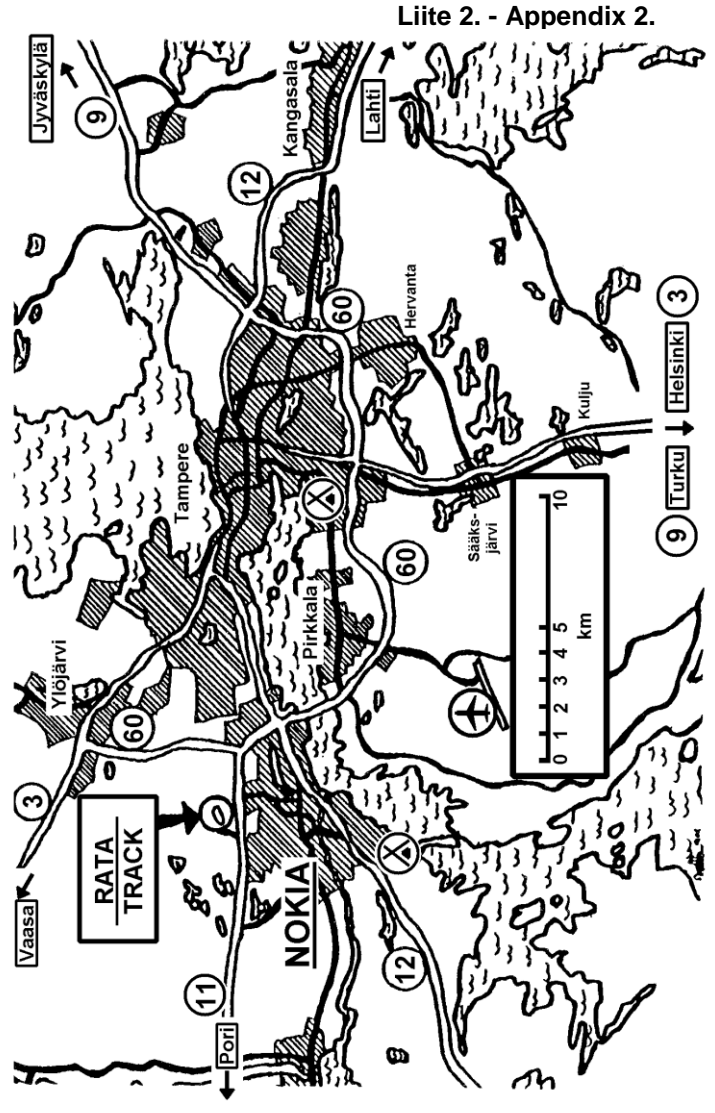 Liite 2. - Appendix 2.
Jyväskylä
9
Kangasala
Lahti
12
60
Hervanta
3
Helsinki
Kulju
Tampere
9
Turku
Sääks-
järvi
60
Pirkkala
0 1 2 3 4 5 10
km
Ylöjärvi
60
3
Vaasa
RATA
TRACK
NOKIA
12
11
Pori